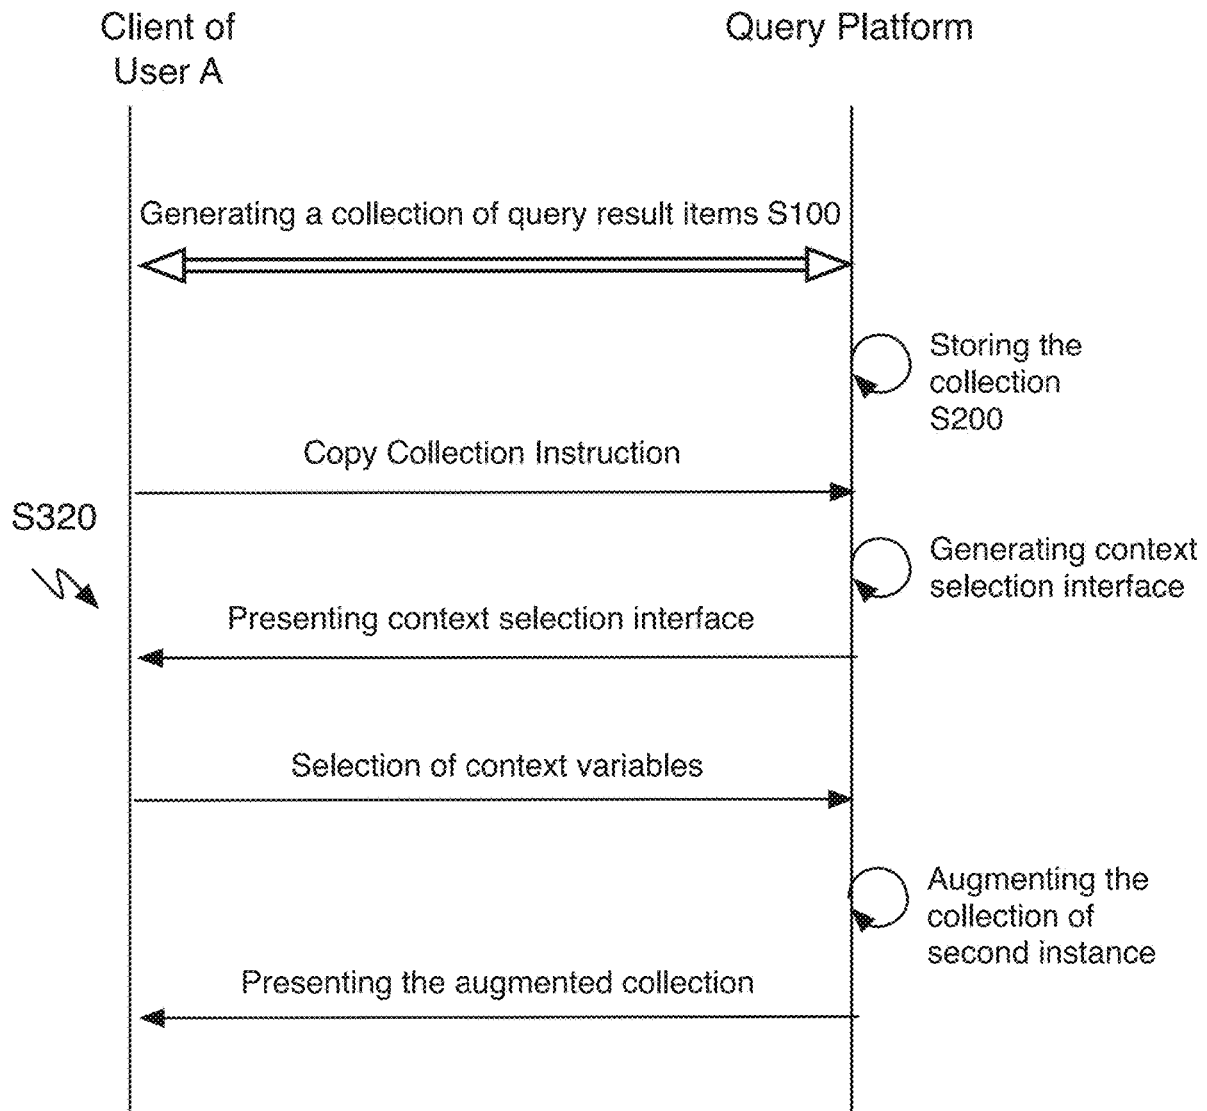 Client of
User A
Query Platform
Generating a collection of query result items S100
Storing the
collection
S200
Copy Collection Instruction
S320
Generating context
selection interface
Presenting context selection interface
Selection of context variables
Augmenting the
collection of
second instance
Presenting the augmented collection